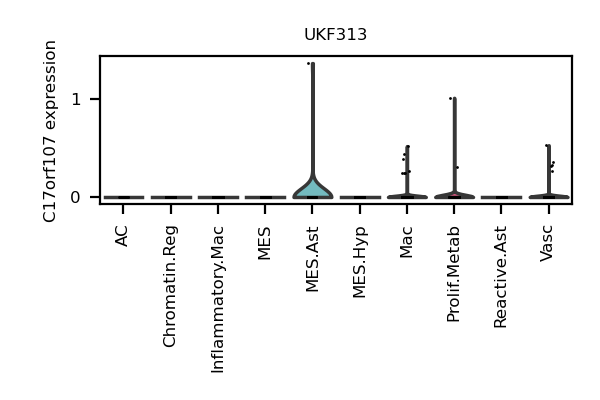 UKF313
C17orf107 expression
1
0
AC
Chromatin.Reg
Inflammatory.Mac
MES
MES.Ast
MES.Hyp
Mac
Prolif.Metab
Reactive.Ast
Vasc